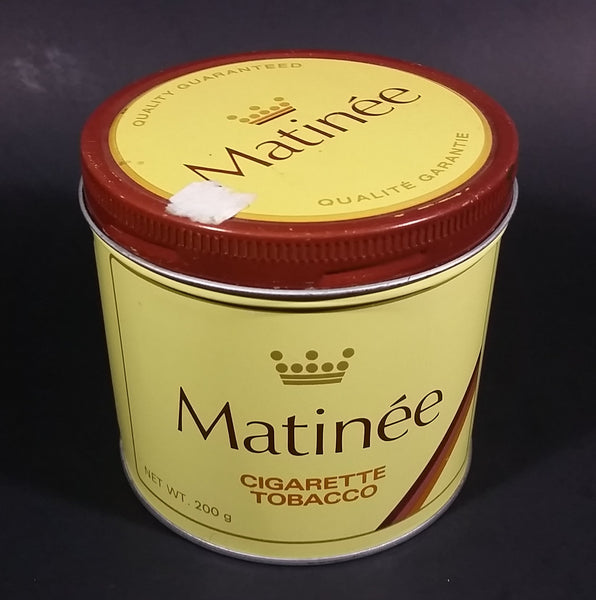 QUALITY GUARANTEED
Matinée
QUALITÉ GARANTIE
Matinée
CIGARETTE
TOBACCO
NET WT. 200 g